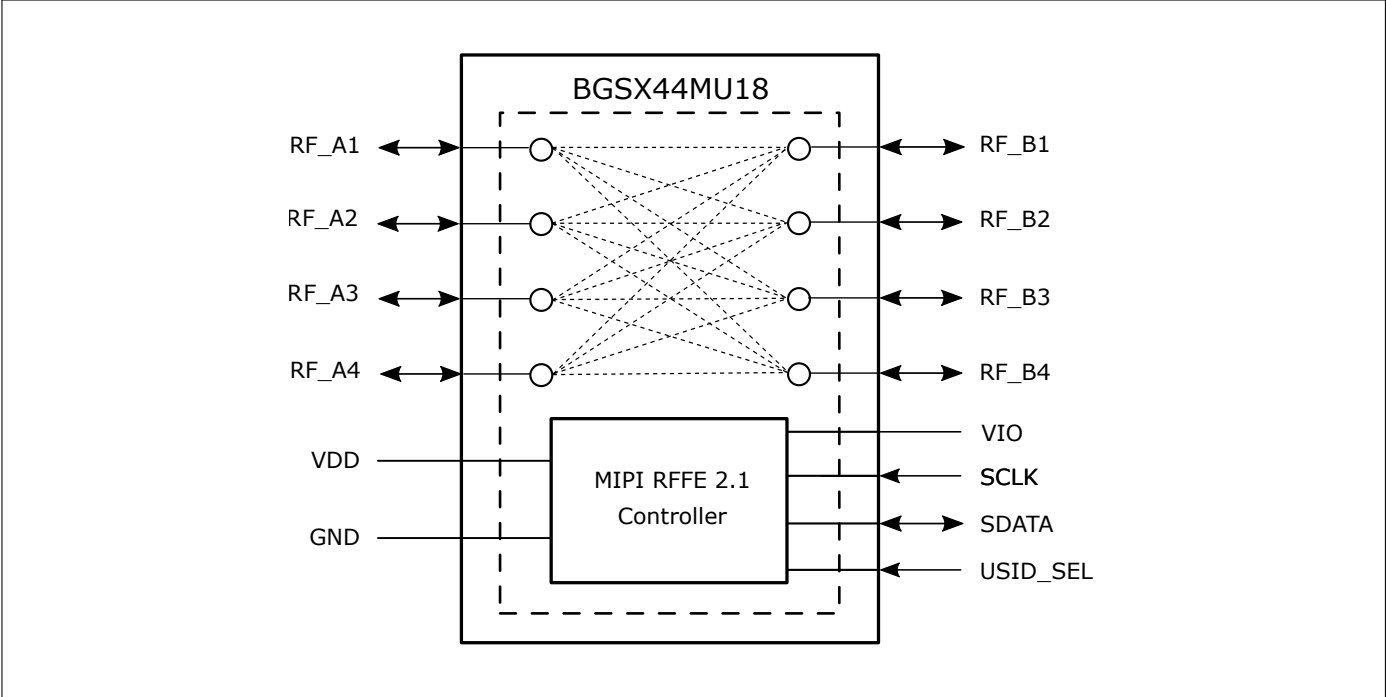 BGSX44MU18
RF_A1
RF_B1
RF_A2
RF_B2
RF_A3
RF_B3
RF_A4
RF_B4
VIO
VDD
MIPI RFFE 2.1
Controller
SCLK
SDATA
GND
USID_SEL